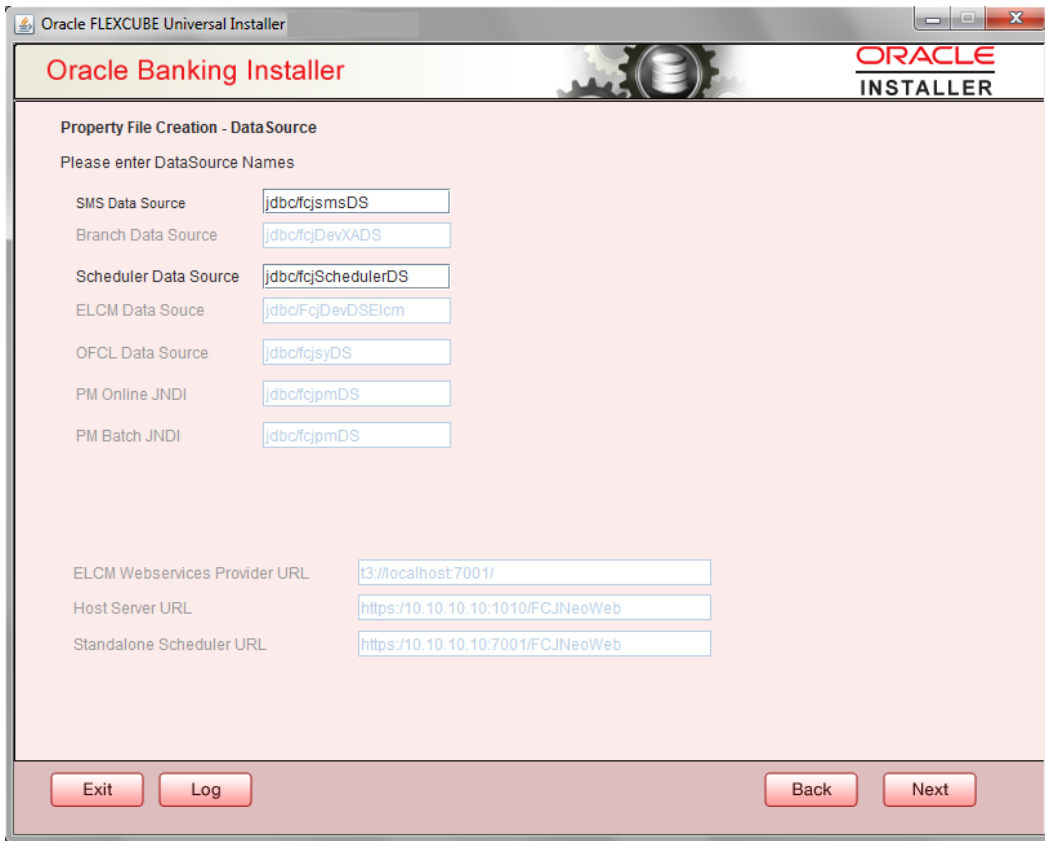 Oracle FLEXCUBE Universal Installer
Oracle Banking Installer
ORACLE
INSTALLER
Property File Creation - DataSource
Please enter DataSource Names
SMS Data Source jdbc/fcjsmsDS
Branch Data Source jdbc/fcjDevXADS
Scheduler Data Source jdbc/fcjSchedulerDS
ELCM Data Souce jdbc/FcjDevDSElcm
OFCL Data Source jdbc/fcjsyDS
PM Online JNDI jdbc/fcjpmDS
PM Batch JNDI jdbc/fcjpmDS
ELCM Webservices Provider URL t3://localhost:7001/
Host Server URL https:/10.10.10.10:1010/FCJNeoWeb
Standalone Scheduler URL https:/10.10.10.10:7001/FCJNeoWeb
Exit Log Back Next